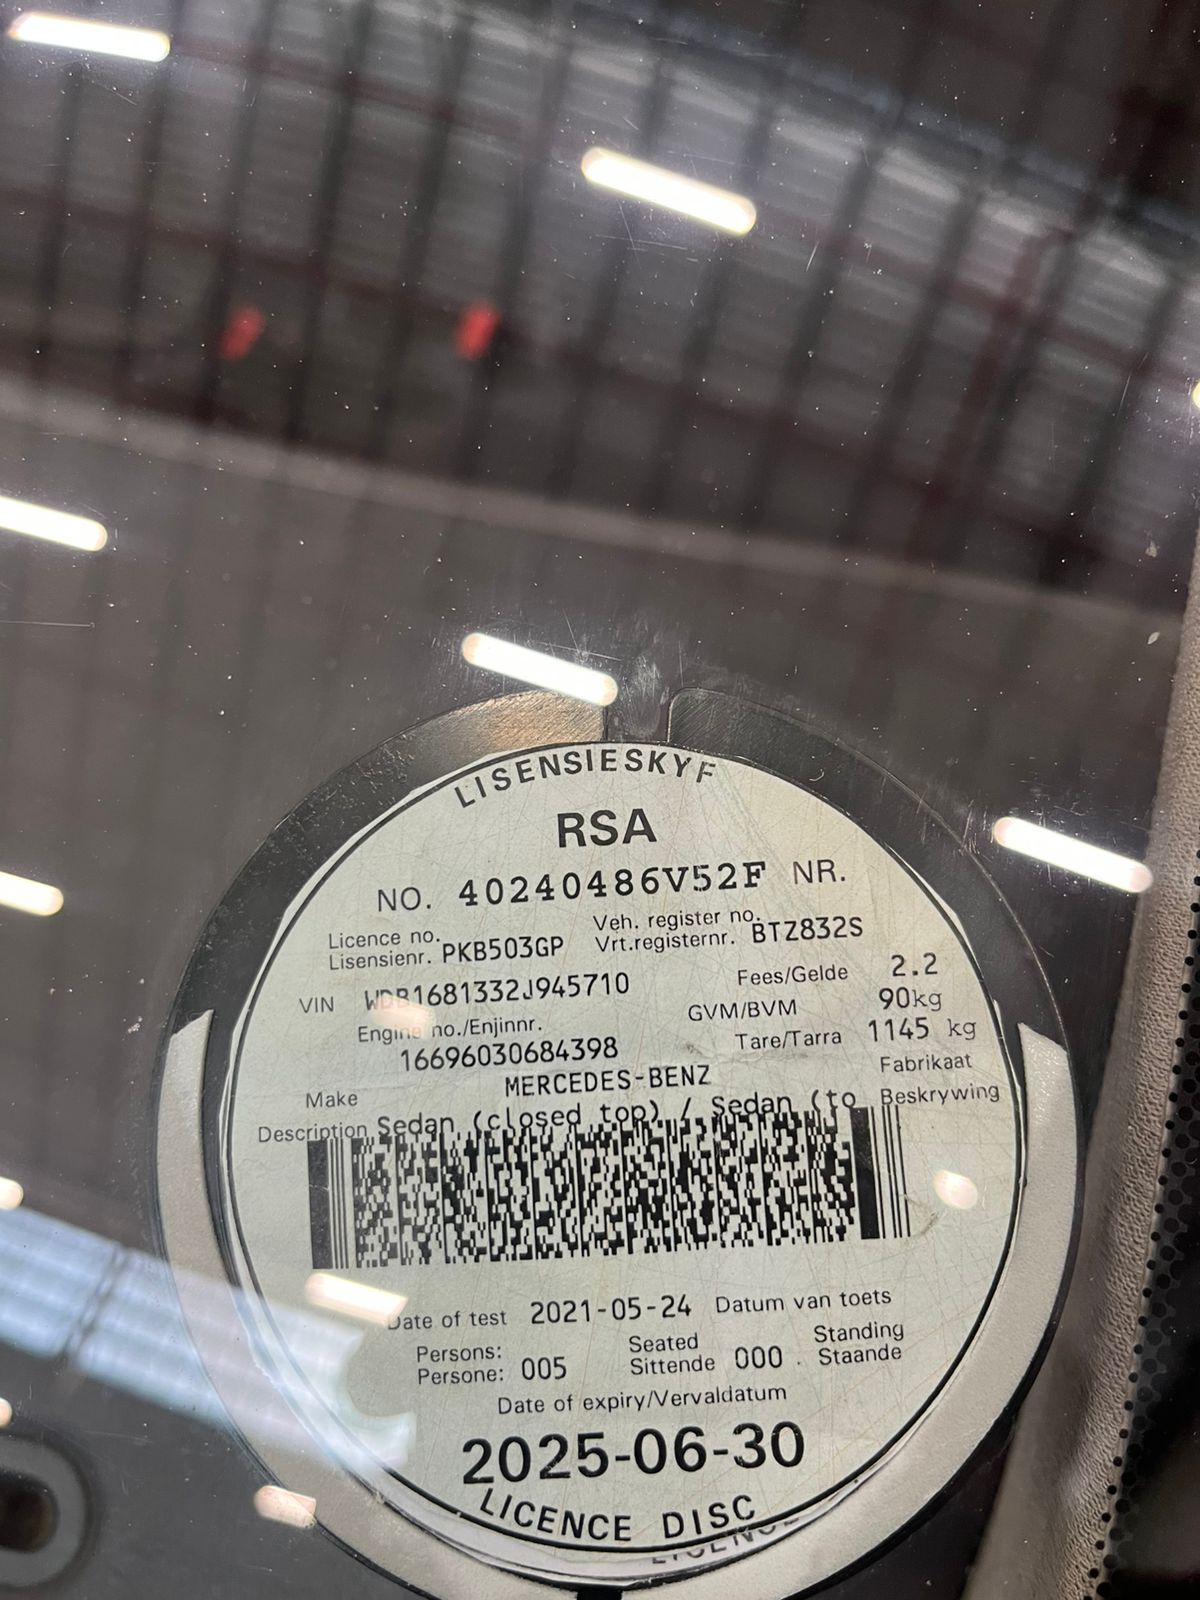 LISENSIESKYF
RSA
NO. 40240486V52F NR.
Licence no. Veh. register no.
Lisensienr. PKB503GP Vrt.registernr. BTZ832S
VIN WDB1681332J945710 Fees/Gelde 2.2
Engine no./Enjinnr. GVM/BVM 90kg
16696030684398 Tare/Tarra 1145 kg
Make MERCEDES-BENZ Fabrikaat
Description Sedan (closed top) / Sedan (to Beskrywing
Date of test 2021-05-24 Datum van toets
Persons: Seated Standing
Persone: 005 Sittende 000 . Staande
Date of expiry/Vervaldatum
2025-06-30
LICENCE DISC